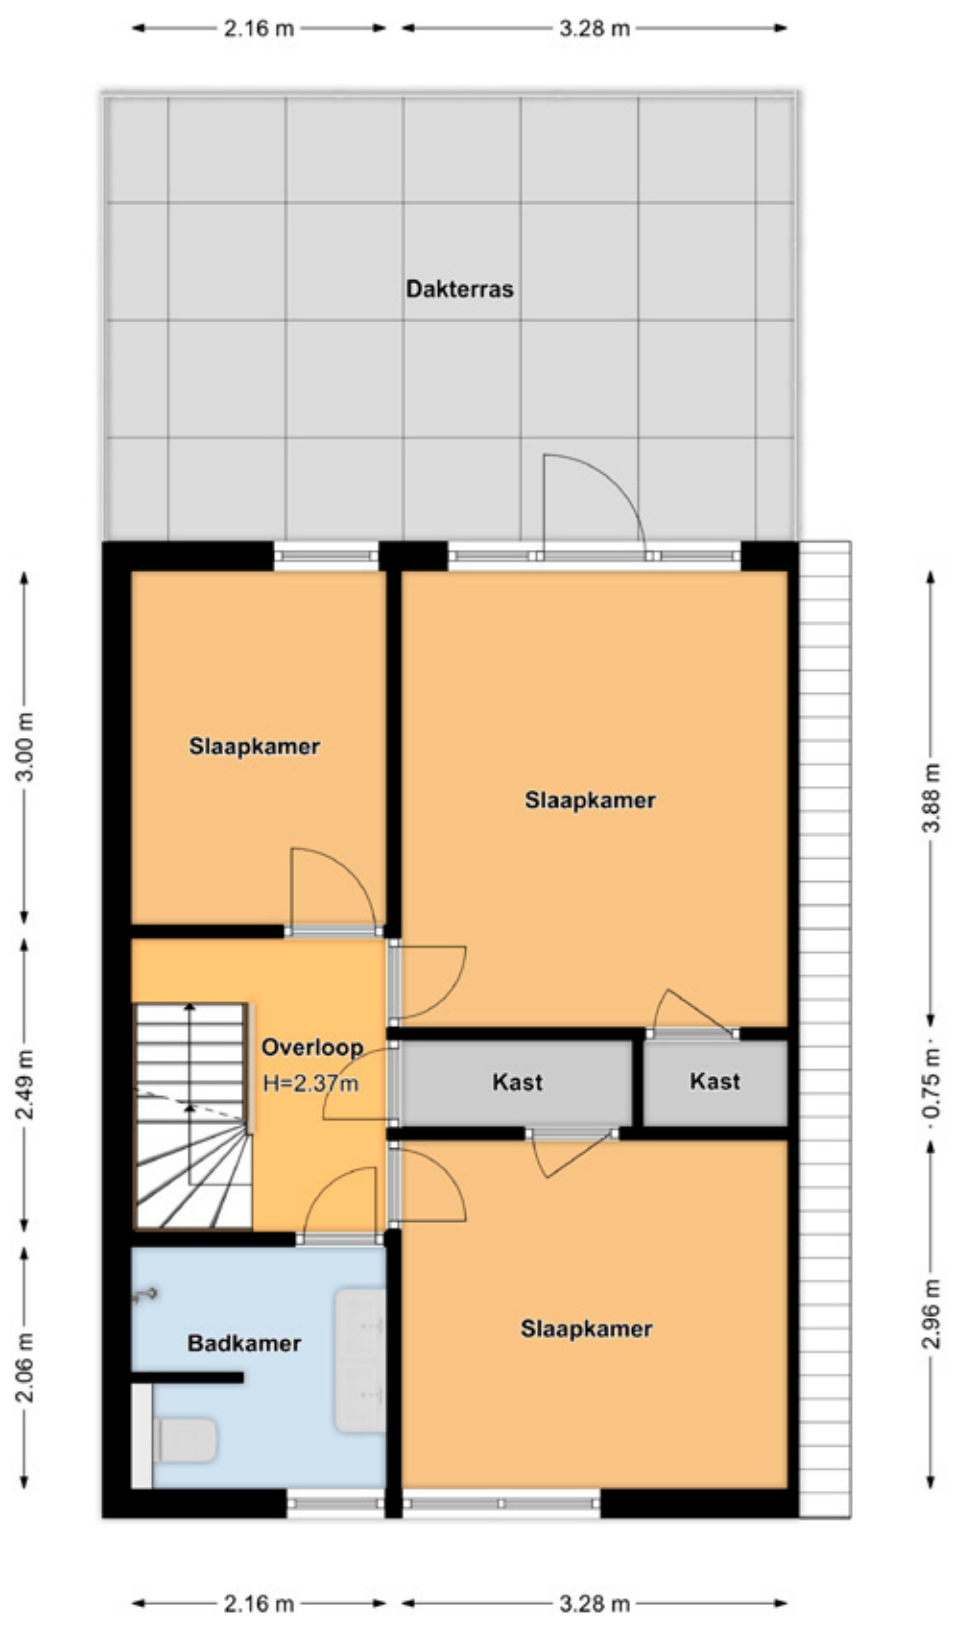 2.16 m
3.28 m
Dakterras
3.00 m
Slaapkamer
Slaapkamer
3.88 m
2.49 m
Overloop
H=2.37m
Kast
Kast
0.75 m
2.06 m
Badkamer
Slaapkamer
2.96 m
2.16 m
3.28 m